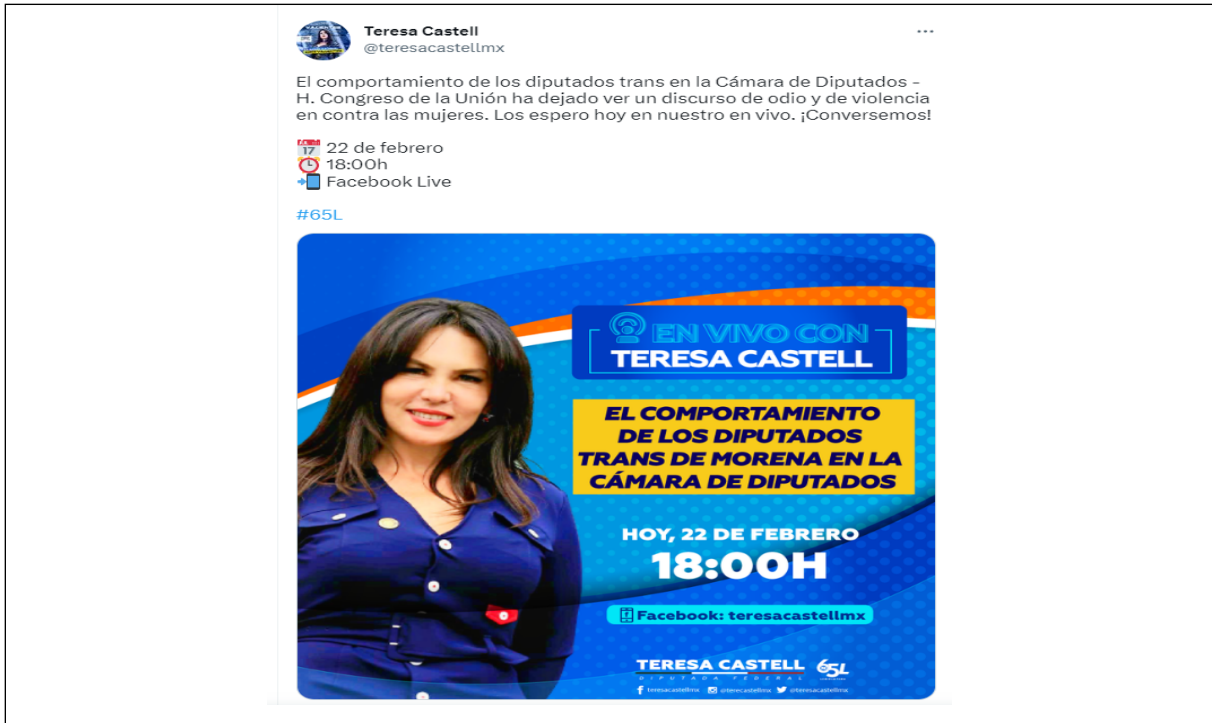 Teresa Castell
@teresacastellmx
El comportamiento de los diputados trans en la Cámara de Diputados -
H. Congreso de la Unión ha dejado ver un discurso de odio y de violencia
en contra las mujeres. Los espero hoy en nuestro en vivo. ¡Conversemos!
22 de febrero
18:00h
Facebook Live
#65L
EN VIVO CON
TERESA CASTELL
EL COMPORTAMIENTO
DE LOS DIPUTADOS
TRANS DE MORENA EN LA
CÁMARA DE DIPUTADOS
HOY, 22 DE FEBRERO
18:00H
Facebook: teresacastellmx
TERESA CASTELL 65L
DIPUTADA FEDERAL
teresacastellmx @terecastellmx @teresacastellmx